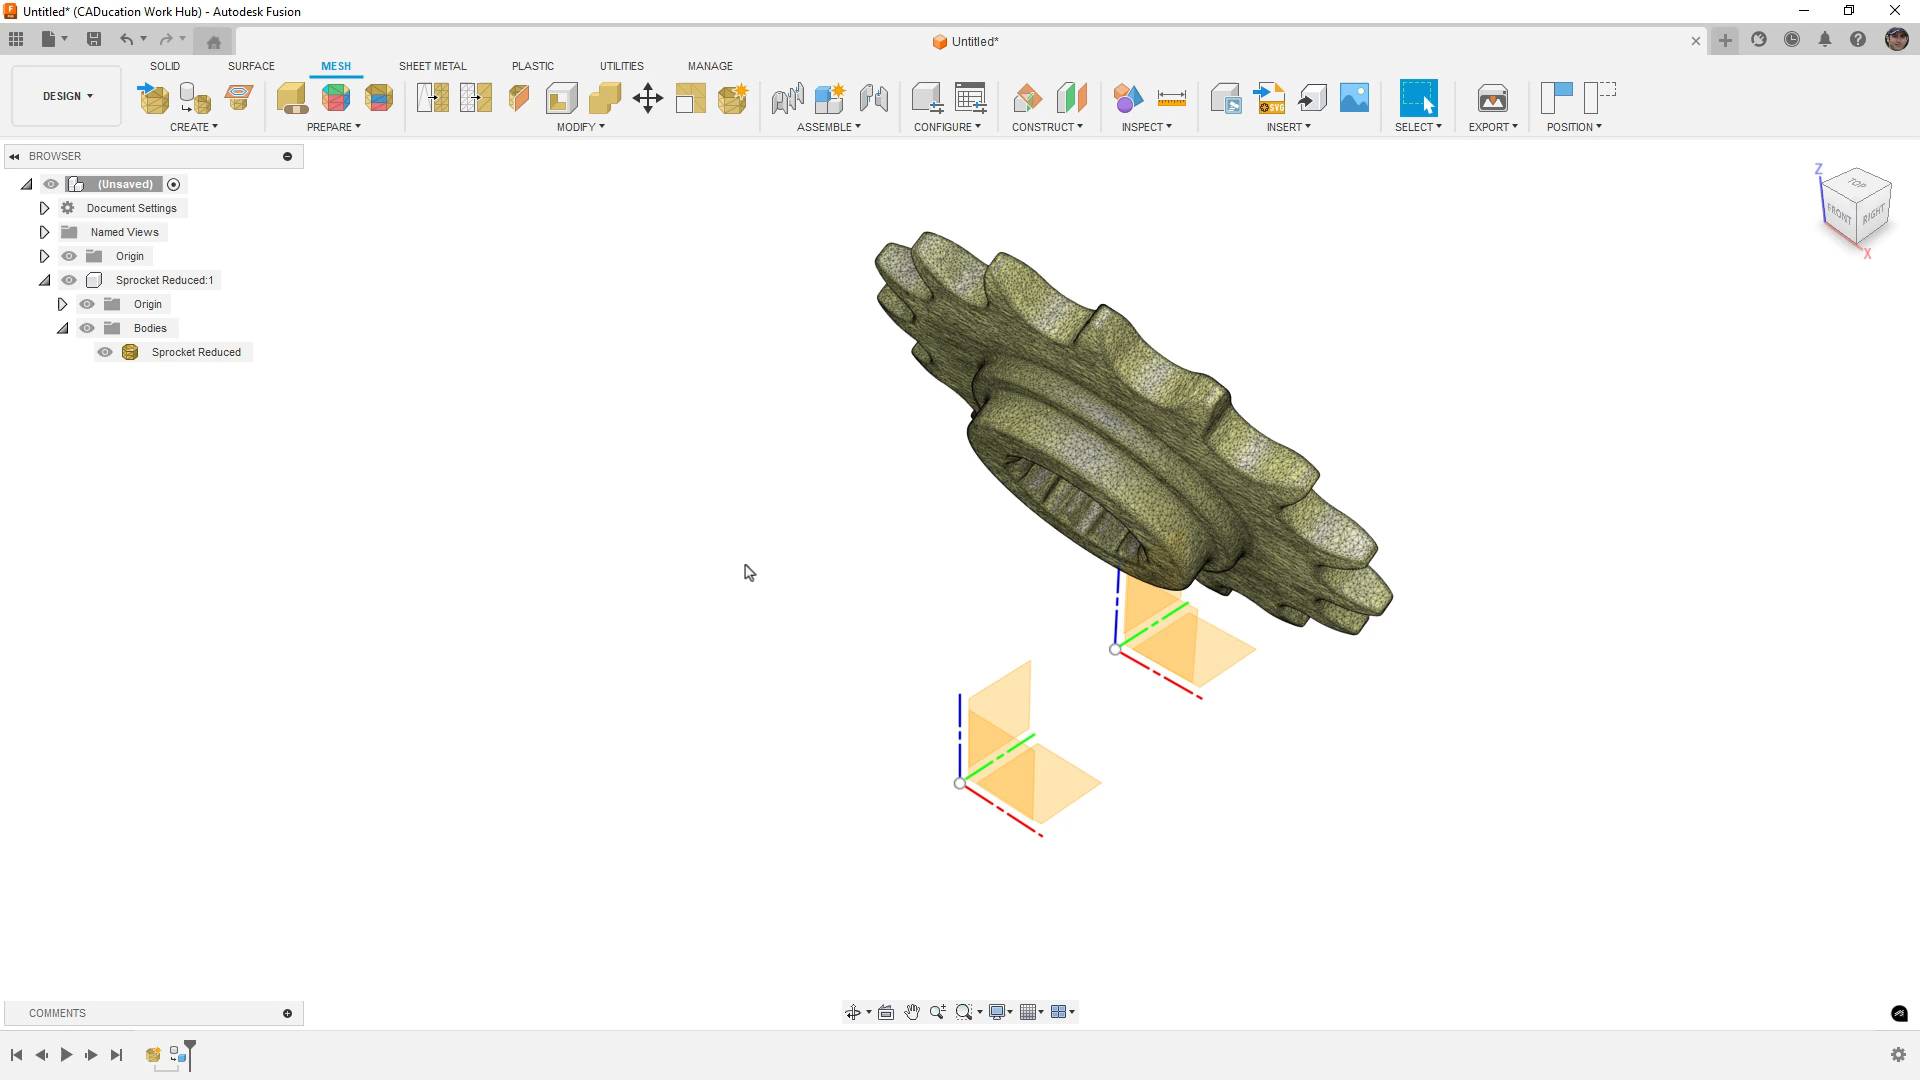 Untitled* (CADucation Work Hub) - Autodesk Fusion
Untitled*
SOLID
SURFACE
MESH
SHEET METAL
PLASTIC
UTILITIES
MANAGE
DESIGN
CREATE
PREPARE
MODIFY
ASSEMBLE
CONFIGURE
CONSTRUCT
INSPECT
INSERT
SELECT
EXPORT
POSITION
BROWSER
(Unsaved)
Document Settings
Named Views
Origin
Sprocket Reduced:1
Origin
Bodies
Sprocket Reduced
Z
TOP
FRONT
RIGHT
X
COMMENTS